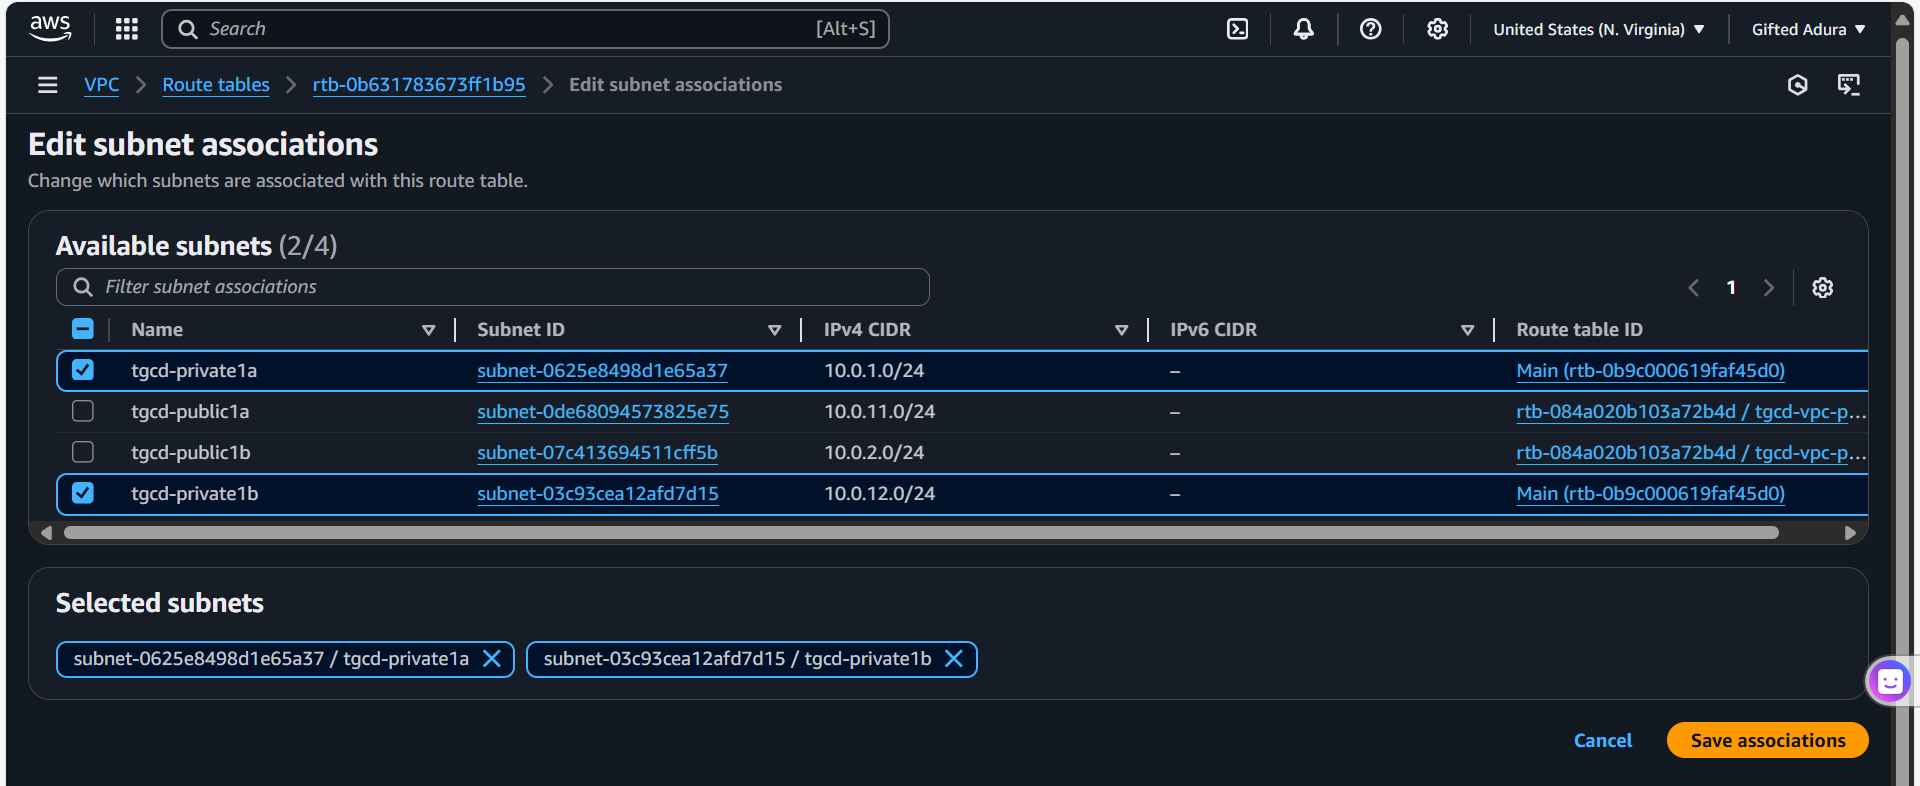 aws
Search [Alt+S]
United States (N. Virginia)
Gifted Adura
VPC
Route tables
rtb-0b631783673ff1b95
Edit subnet associations
Edit subnet associations
Change which subnets are associated with this route table.
Available subnets (2/4)
Filter subnet associations
1
Name Subnet ID IPv4 CIDR IPv6 CIDR Route table ID
tgcd-private1a subnet-0625e8498d1e65a37 10.0.1.0/24 – Main (rtb-0b9c000619faf45d0)
tgcd-public1a subnet-0de68094573825e75 10.0.11.0/24 – rtb-084a020b103a72b4d / tgcd-vpc-p...
tgcd-public1b subnet-07c413694511cff5b 10.0.2.0/24 – rtb-084a020b103a72b4d / tgcd-vpc-p...
tgcd-private1b subnet-03c93cea12afd7d15 10.0.12.0/24 – Main (rtb-0b9c000619faf45d0)
Selected subnets
subnet-0625e8498d1e65a37 / tgcd-private1a
subnet-03c93cea12afd7d15 / tgcd-private1b
Cancel
Save associations